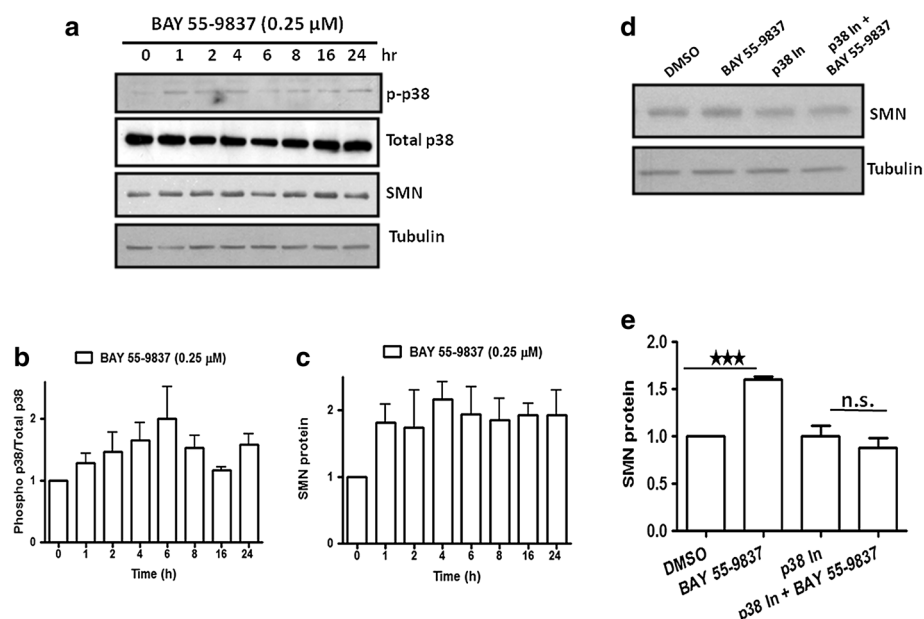 a
BAY 55-9837 (0.25 µM)
0 1 2 4 6 8 16 24 hr
p-p38
Total p38
SMN
Tubulin
d
DMSO
BAY 55-9837
p38 In
p38 In +
BAY 55-9837
SMN
Tubulin
b
BAY 55-9837 (0.25 µM)
Phospho p38/Total p38
2
1
0
0 1 2 4 6 8 16 24
Time (h)
c
BAY 55-9837 (0.25 µM)
SMN protein
2
1
0
0 1 2 4 6 8 16 24
Time (h)
e
SMN protein
2.0
1.5
1.0
0.5
0.0
★★★
n.s.
DMSO
BAY 55-9837
p38 In
p38 In + BAY 55-9837